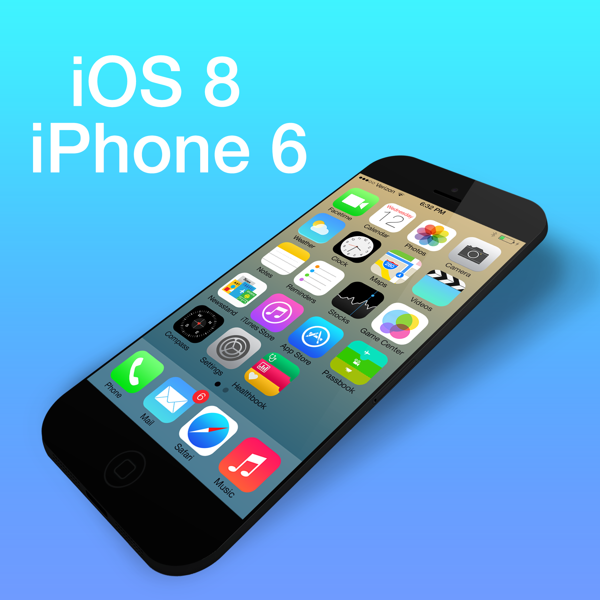 iOS 8
iPhone 6
Verizon
6:32 PM
Facetime
Wednesday
12
Calendar
Photos
Camera
Weather
Clock
Maps
Videos
Notes
Reminders
Stocks
Game Center
Newsstand
iTunes Store
App Store
Passbook
Compass
Settings
Healthbook
Phone
6
Mail
Safari
Music